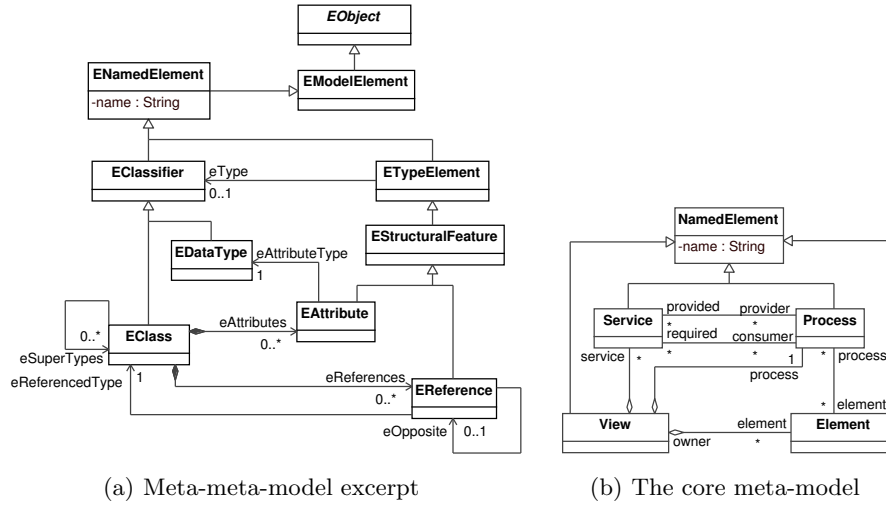 EObject
ENamedElement
-name : String
EModelElement
EClassifier
eType
0..1
ETypeElement
EStructuralFeature
EDataType
eAttributeType
1
EAttribute
eAttributes
0..*
0..*
EClass
eSuperTypes
eReferencedType
1
eReferences
0..*
EReference
eOpposite
0..1
(a) Meta-meta-model excerpt
NamedElement
-name : String
Service
provided
*
provider
*
Process
required
*
consumer
*
service
*
1
process
*
process
View
owner
element
*
element
*
Element
(b) The core meta-model